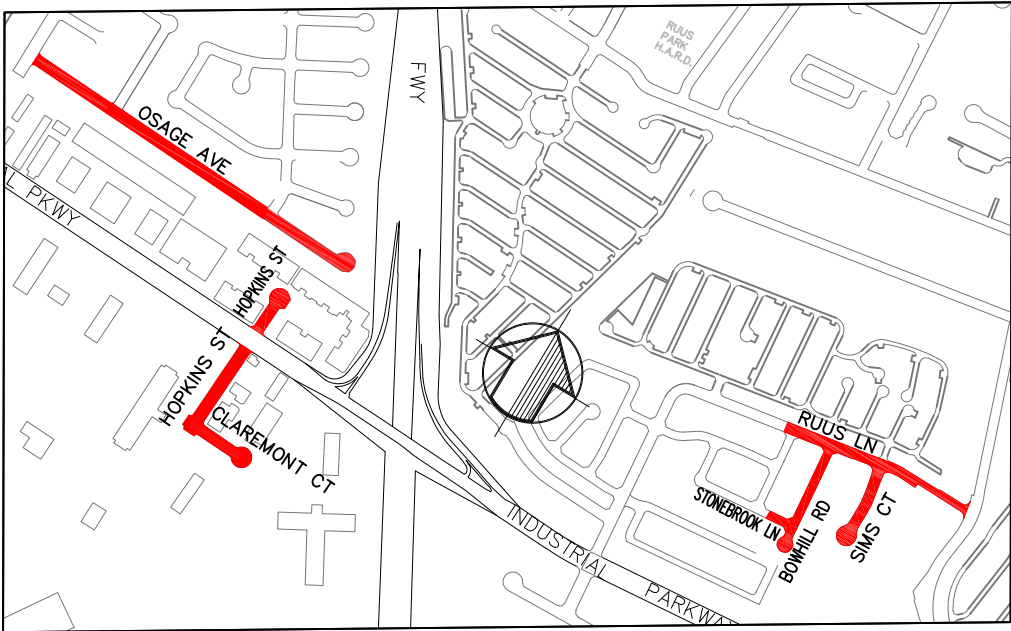 RUUS
PARK
H.A.R.D.
FWY
OSAGE AVE
L PKWY
HOPKINS ST
HOPKINS ST
CLAREMONT CT
RUUS LN
STONEBROOK LN
BOWHILL RD
SIMS CT
INDUSTRIAL PARKWAY